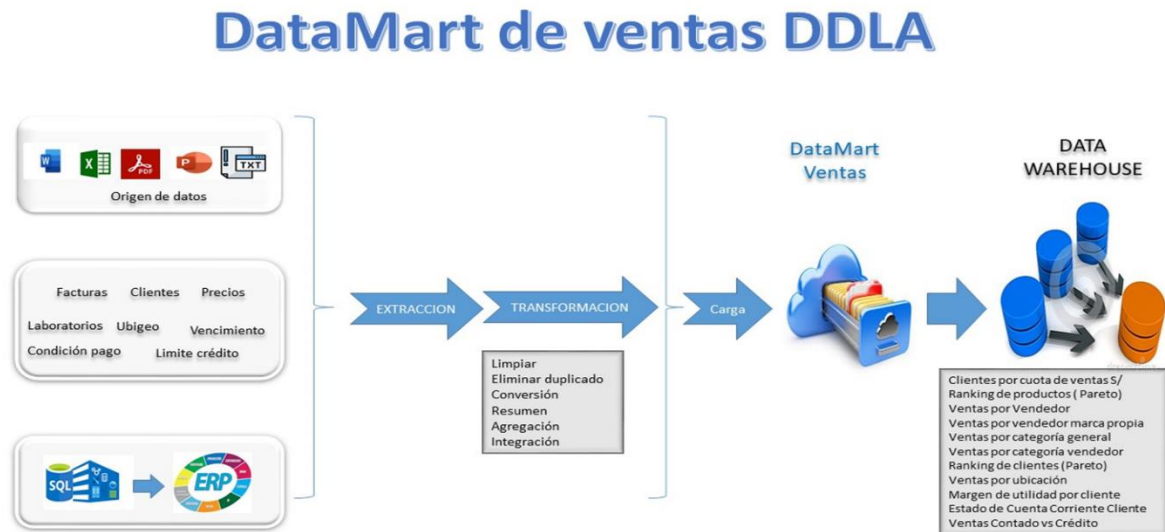 DataMart de ventas DDLA
W
X
PDF
P
TXT
Origen de datos
Facturas Clientes Precios
Laboratorios Ubigeo Vencimiento
Condición pago Limite crédito
SQL
ERP
EXTRACCION
TRANSFORMACION
Limpiar
Eliminar duplicado
Conversión
Resumen
Agregación
Integración
Carga
DataMart
Ventas
DATA
WAREHOUSE
Clientes por cuota de ventas S/
Ranking de productos ( Pareto)
Ventas por Vendedor
Ventas por vendedor marca propia
Ventas por categoría general
Ventas por categoría vendedor
Ranking de clientes (Pareto)
Ventas por ubicación
Margen de utilidad por cliente
Estado de Cuenta Corriente Cliente
Ventas Contado vs Crédito